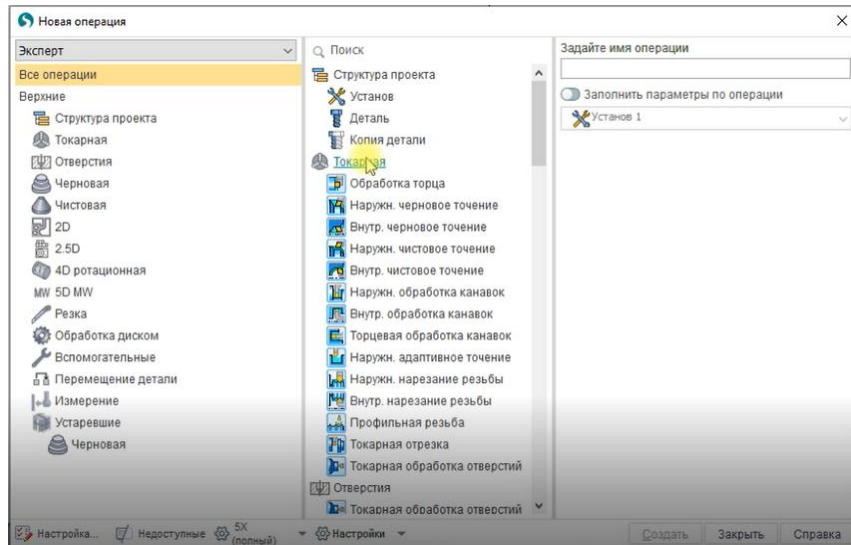 Новая операция
Эксперт
Все операции
Верхние
Структура проекта
Токарная
Отверстия
Черновая
Чистовая
2D
2.5D
4D ротационная
MW 5D MW
Резка
Обработка диском
Вспомогательные
Перемещение детали
Измерение
Устаревшие
Черновая
Поиск
Структура проекта
Установ
Деталь
Копия детали
Токарная
Обработка торца
Наружн. черновое точение
Внутр. черновое точение
Наружн. чистовое точение
Внутр. чистовое точение
Наружн. обработка канавок
Внутр. обработка канавок
Торцевая обработка канавок
Наружн. адаптивное точение
Наружн. нарезание резьбы
Внутр. нарезание резьбы
Профильная резьба
Токарная отрезка
Токарная обработка отверстий
Отверстия
Токарная обработка отверстий
Задайте имя операции
Заполнить параметры по операции
Установ 1
Настройка... Недоступные 5X (полный) Настройки Создать Закрыть Справка